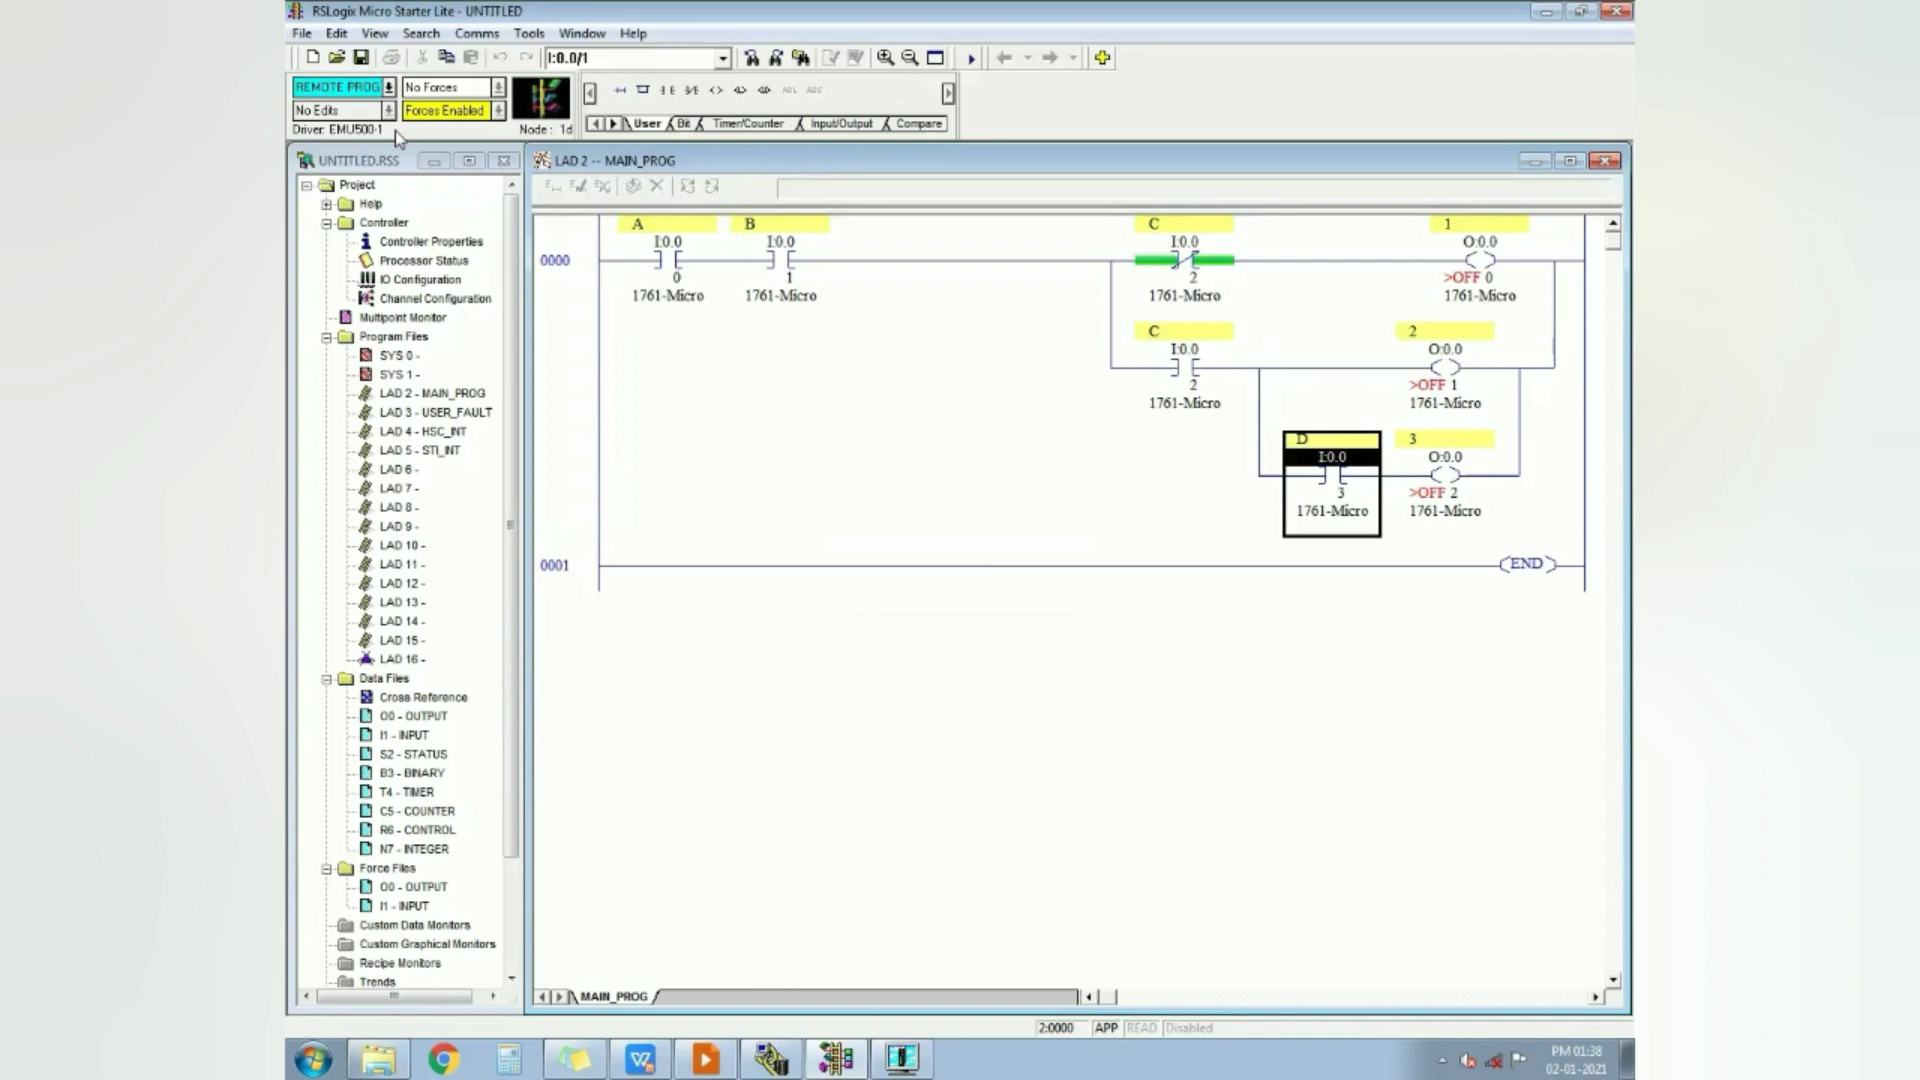 RSLogix Micro Starter Lite - UNTITLED
File Edit View Search Comms Tools Window Help
I:0.0/1
REMOTE PROG No Forces
No Edits Forces Enabled
Driver: EMU500-1 Node: 1d
User Bit Timer/Counter Input/Output Compare
UNTITLED.RSS
Project
Help
Controller
Controller Properties
Processor Status
IO Configuration
Channel Configuration
Multipoint Monitor
Program Files
SYS 0 -
SYS 1 -
LAD 2 - MAIN_PROG
LAD 3 - USER_FAULT
LAD 4 - HSC_INT
LAD 5 - STI_INT
LAD 6 -
LAD 7 -
LAD 8 -
LAD 9 -
LAD 10 -
LAD 11 -
LAD 12 -
LAD 13 -
LAD 14 -
LAD 15 -
LAD 16 -
Data Files
Cross Reference
O0 - OUTPUT
I1 - INPUT
S2 - STATUS
B3 - BINARY
T4 - TIMER
C5 - COUNTER
R6 - CONTROL
N7 - INTEGER
Force Files
O0 - OUTPUT
I1 - INPUT
Custom Data Monitors
Custom Graphical Monitors
Recipe Monitors
Trends
LAD 2 -- MAIN_PROG
A B C 1
I:0.0 I:0.0 I:0.0 O:0.0
0000
0 1 2 >OFF 0
1761-Micro 1761-Micro 1761-Micro 1761-Micro
C 2
I:0.0 O:0.0
2 >OFF 1
1761-Micro 1761-Micro
D 3
I:0.0 O:0.0
3 >OFF 2
1761-Micro 1761-Micro
0001 END
MAIN_PROG
2:0000 APP READ Disabled
PM 01:38
02-01-2021